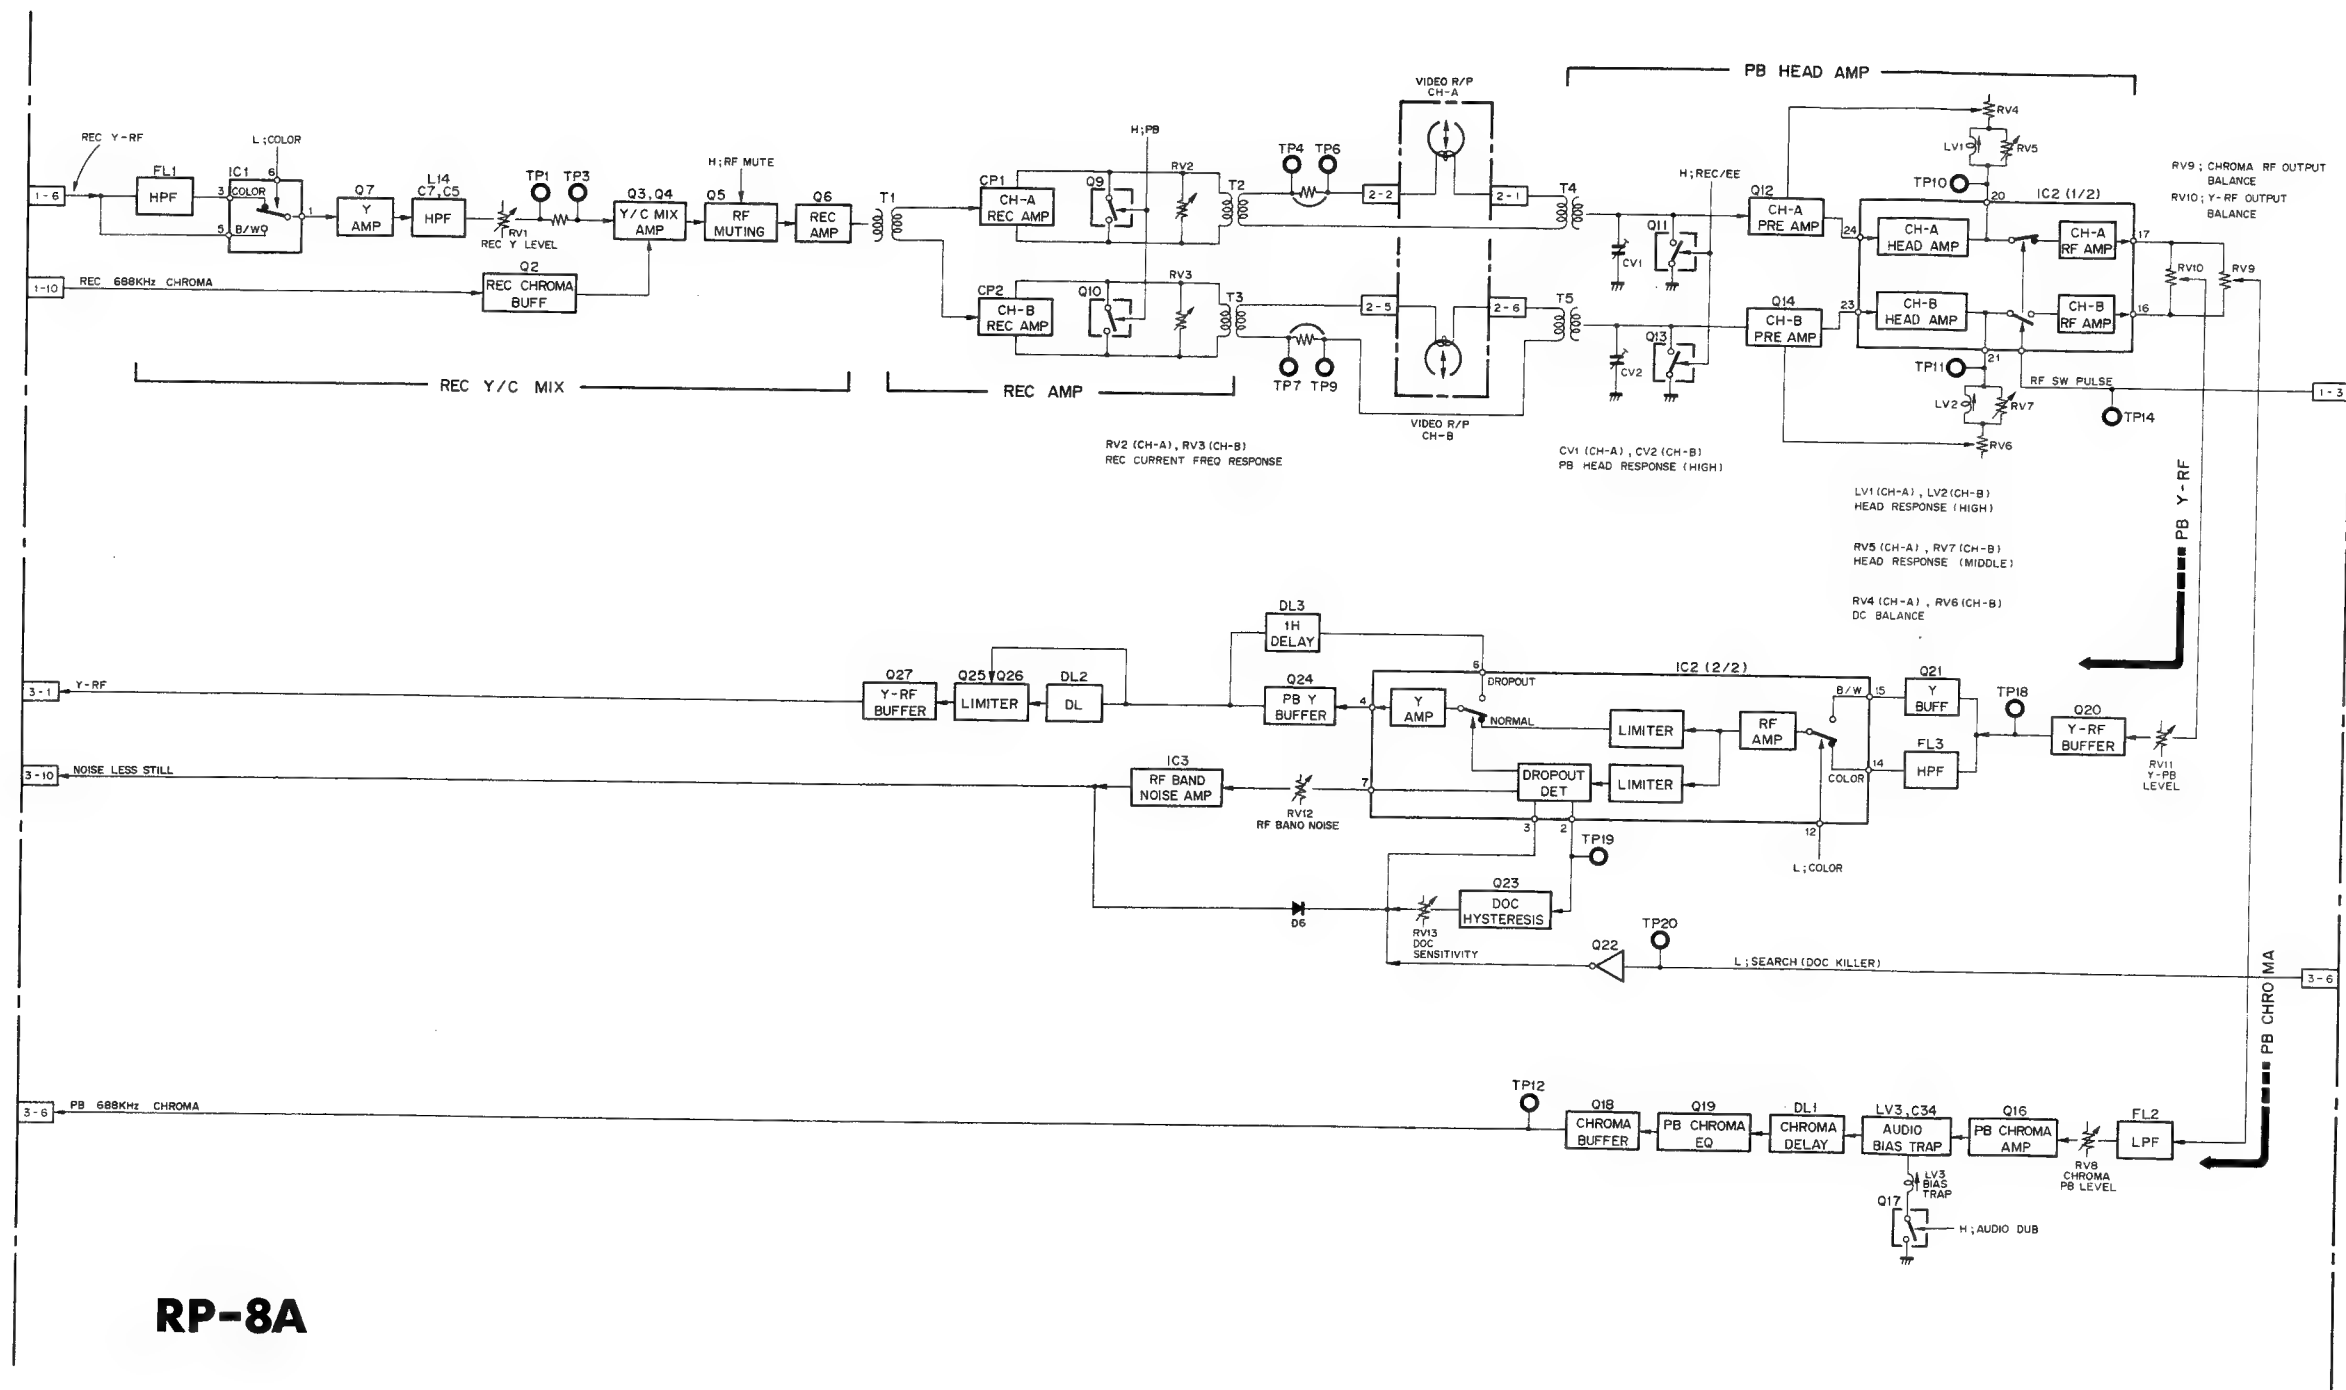 PB HEAD AMP
VIDEO R/P
CH-A
REC Y-RF
L;COLOR
H;PB
H;RF MUTE
H;REC/EE
1-6
FL1
HPF
IC1
3
COLOR
6
1
5
B/W
Q7
Y
AMP
L14
C7,C5
HPF
TP1
TP3
RV1
REC Y LEVEL
Q3,Q4
Y/C MIX
AMP
Q5
RF
MUTING
Q6
REC
AMP
T1
CP1
CH-A
REC AMP
Q9
RV2
T2
TP4
TP6
2-2
2-1
T4
CV1
Q11
Q12
CH-A
PRE AMP
RV4
LV1
RV5
TP10
20
IC2 (1/2)
24
CH-A
HEAD AMP
CH-A
RF AMP
17
RV10
RV9
RV9; CHROMA RF OUTPUT
BALANCE
RV10; Y-RF OUTPUT
BALANCE
1-10
REC 688KHz CHROMA
Q2
REC CHROMA
BUFF
CP2
CH-B
REC AMP
Q10
RV3
T3
TP7
TP9
2-5
2-6
T5
CV2
Q13
Q14
CH-B
PRE AMP
23
CH-B
HEAD AMP
CH-B
RF AMP
16
21
TP11
LV2
RV7
RV6
RF SW PULSE
TP14
1-3
REC Y/C MIX
REC AMP
VIDEO R/P
CH-B
RV2 (CH-A), RV3 (CH-B)
REC CURRENT FREQ RESPONSE
CV1 (CH-A), CV2 (CH-B)
PB HEAD RESPONSE (HIGH)
LV1 (CH-A), LV2 (CH-B)
HEAD RESPONSE (HIGH)
RV5 (CH-A), RV7 (CH-B)
HEAD RESPONSE (MIDDLE)
RV4 (CH-A), RV6 (CH-B)
DC BALANCE
PB Y-RF
3-1
Y-RF
Q27
Y-RF
BUFFER
Q25 Q26
LIMITER
DL2
DL
DL3
1H
DELAY
Q24
PB Y
BUFFER
4
6
DROPOUT
IC2 (2/2)
Y
AMP
NORMAL
LIMITER
RF
AMP
B/W
15
Q21
Y
BUFF
TP18
Q20
Y-RF
BUFFER
RV11
Y-PB
LEVEL
FL3
HPF
14
COLOR
3-10
NOISE LESS STILL
IC3
RF BAND
NOISE AMP
RV12
RF BAND NOISE
7
DROPOUT
DET
LIMITER
3
2
12
L;COLOR
TP19
D6
RV13
DOC
SENSITIVITY
Q23
DOC
HYSTERESIS
Q22
TP20
L;SEARCH (DOC KILLER)
3-6
PB CHROMA
3-6
PB 688KHz CHROMA
TP12
Q18
CHROMA
BUFFER
Q19
PB CHROMA
EQ
DL1
CHROMA
DELAY
LV3,C34
AUDIO
BIAS TRAP
Q16
PB CHROMA
AMP
RV8
CHROMA
PB LEVEL
FL2
LPF
LV3
BIAS
TRAP
Q17
H;AUDIO DUB
RP-8A